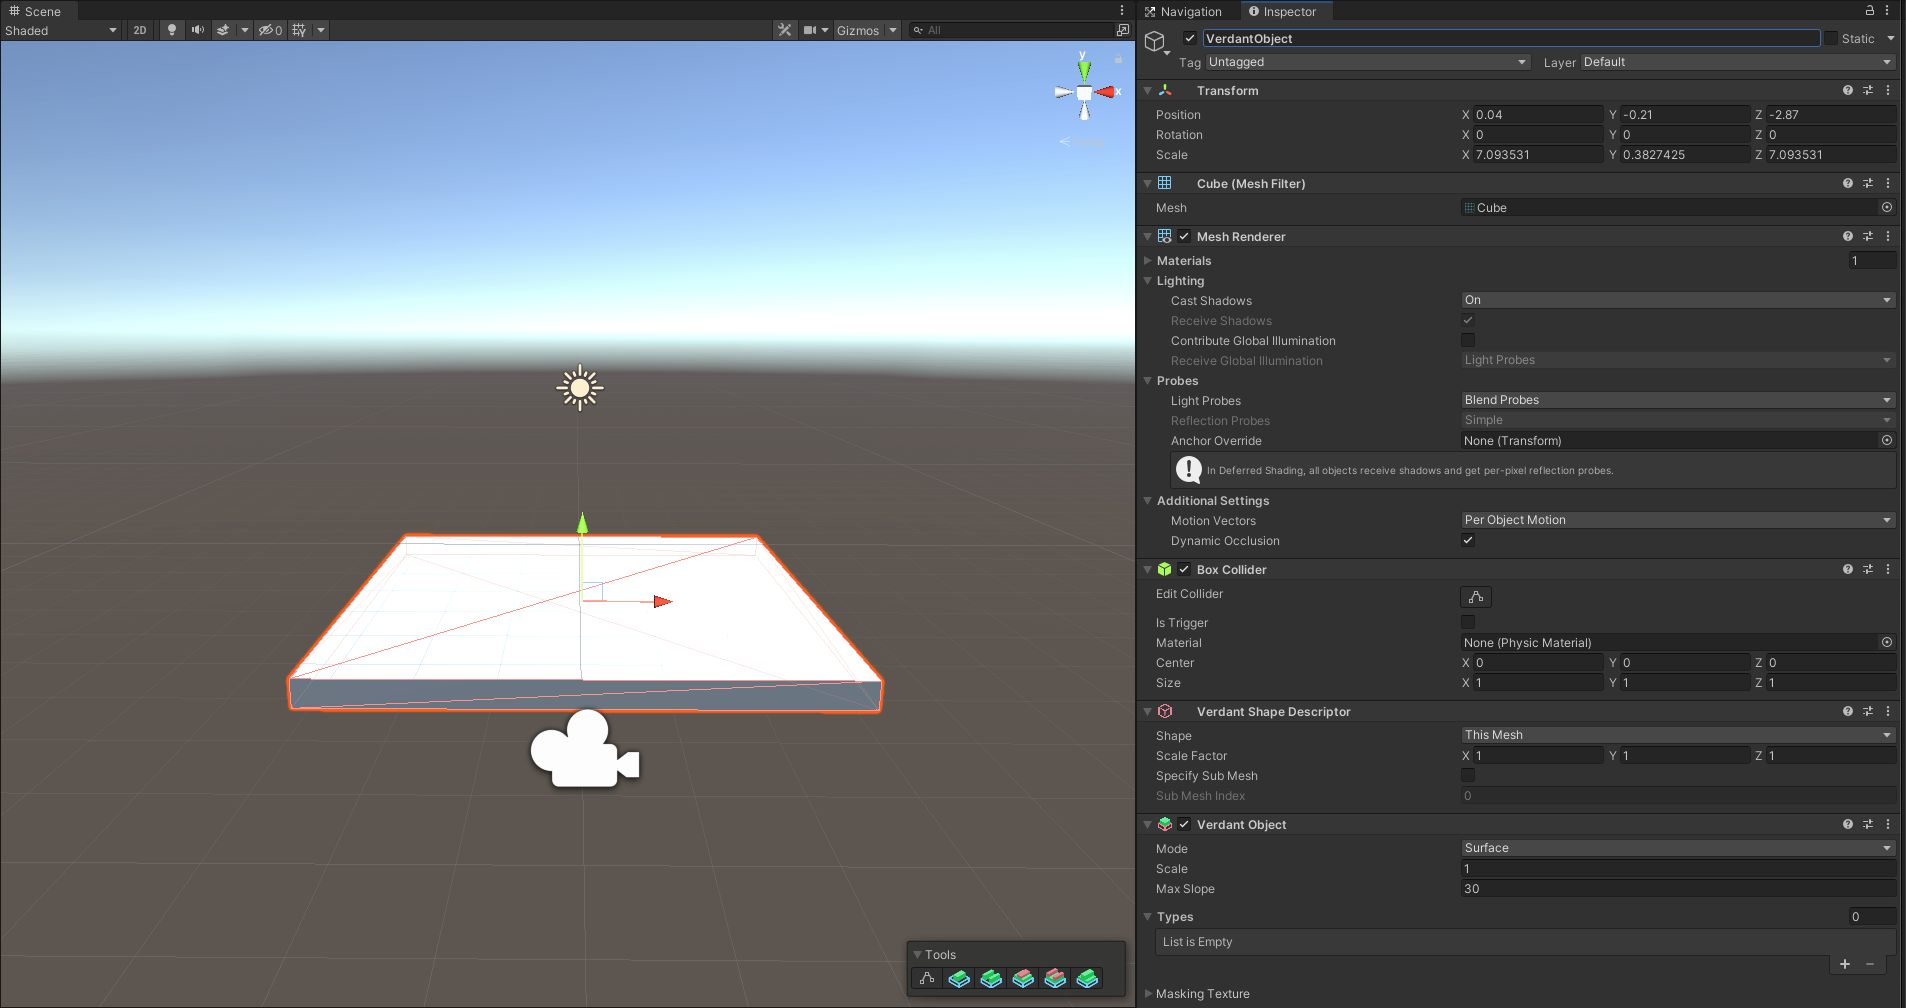 Scene
Shaded 2D 0 Gizmos All
y
x
Tools
Navigation Inspector
VerdantObject Static
Tag Untagged Layer Default
Transform
Position X 0.04 Y -0.21 Z -2.87
Rotation X 0 Y 0 Z 0
Scale X 7.093531 Y 0.3827425 Z 7.093531
Cube (Mesh Filter)
Mesh Cube
Mesh Renderer
Materials 1
Lighting
Cast Shadows On
Receive Shadows
Contribute Global Illumination
Receive Global Illumination Light Probes
Probes
Light Probes Blend Probes
Reflection Probes Simple
Anchor Override None (Transform)
In Deferred Shading, all objects receive shadows and get per-pixel reflection probes.
Additional Settings
Motion Vectors Per Object Motion
Dynamic Occlusion
Box Collider
Edit Collider
Is Trigger
Material None (Physic Material)
Center X 0 Y 0 Z 0
Size X 1 Y 1 Z 1
Verdant Shape Descriptor
Shape This Mesh
Scale Factor X 1 Y 1 Z 1
Specify Sub Mesh
Sub Mesh Index 0
Verdant Object
Mode Surface
Scale 1
Max Slope 30
Types 0
List is Empty
Masking Texture